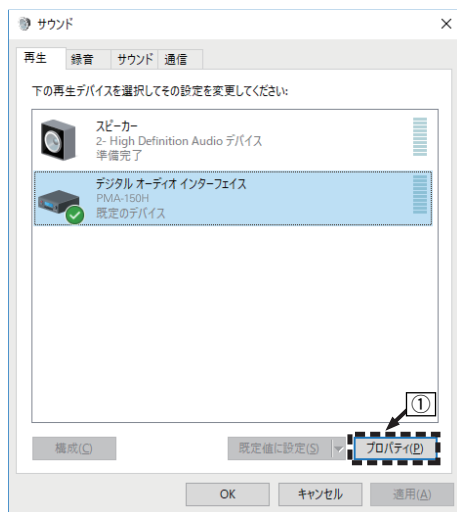 サウンド
再生 録音 サウンド 通信
下の再生デバイスを選択してその設定を変更してください:
スピーカー
2- High Definition Audio デバイス
準備完了
デジタル オーディオ インターフェイス
PMA-150H
既定のデバイス
①
構成(C) 既定値に設定(S) プロパティ(P)
OK キャンセル 適用(A)